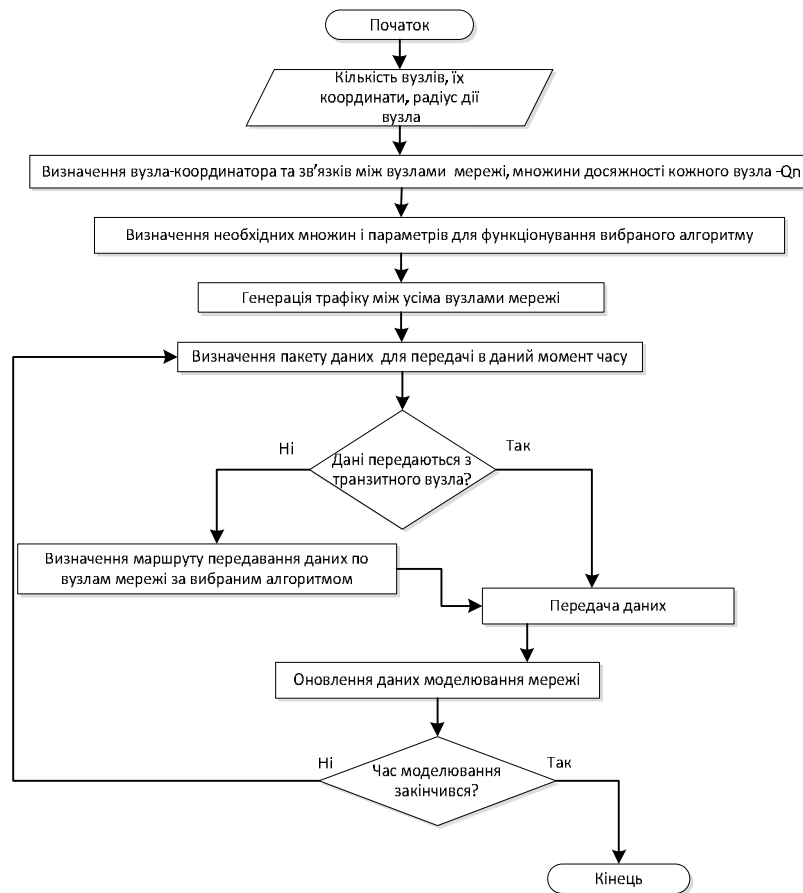 Початок
Кількість вузлів, їх
координати, радіус дії
вузла
Визначення вузла-координатора та зв’язків між вузлами мережі, множини досяжності кожного вузла -Qn
Визначення необхідних множин і параметрів для функціонування вибраного алгоритму
Генерація трафіку між усіма вузлами мережі
Визначення пакету даних для передачі в даний момент часу
Ні
Так
Дані передаються з
транзитного вузла?
Визначення маршруту передавання даних по
вузлам мережі за вибраним алгоритмом
Передача даних
Оновлення даних моделювання мережі
Ні
Так
Час моделювання
закінчився?
Кінець